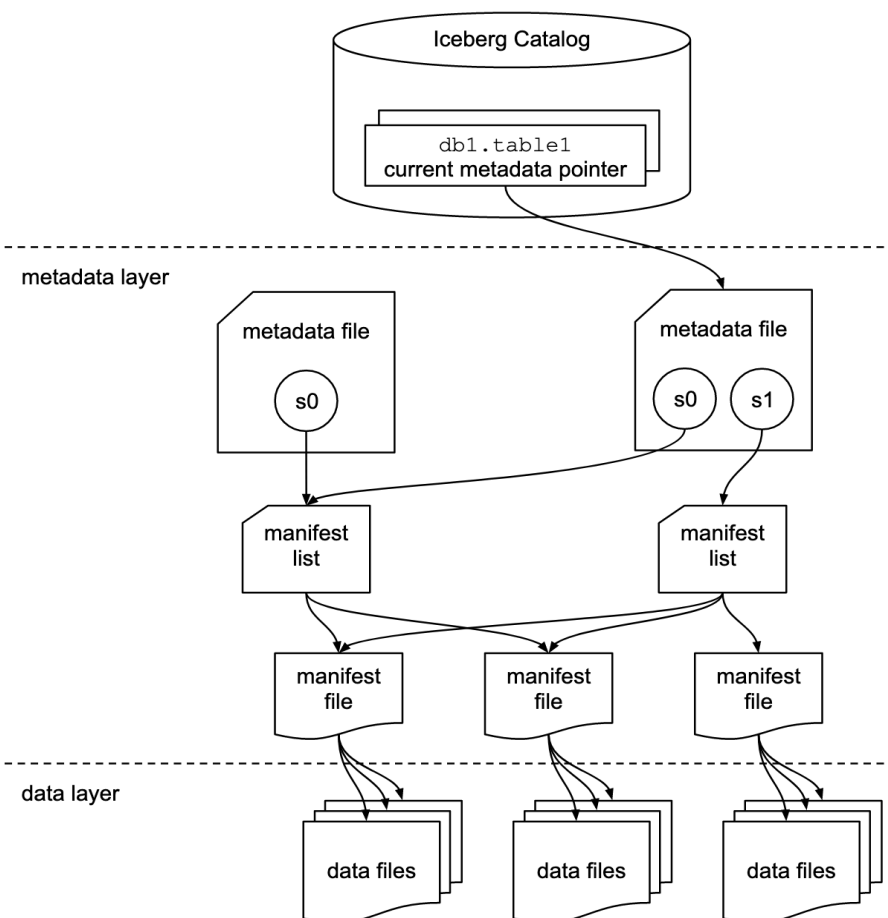 Iceberg Catalog
db1.table1
current metadata pointer
metadata layer
metadata file
metadata file
s0
s0
s1
manifest
list
manifest
list
manifest
file
manifest
file
manifest
file
data layer
data files
data files
data files